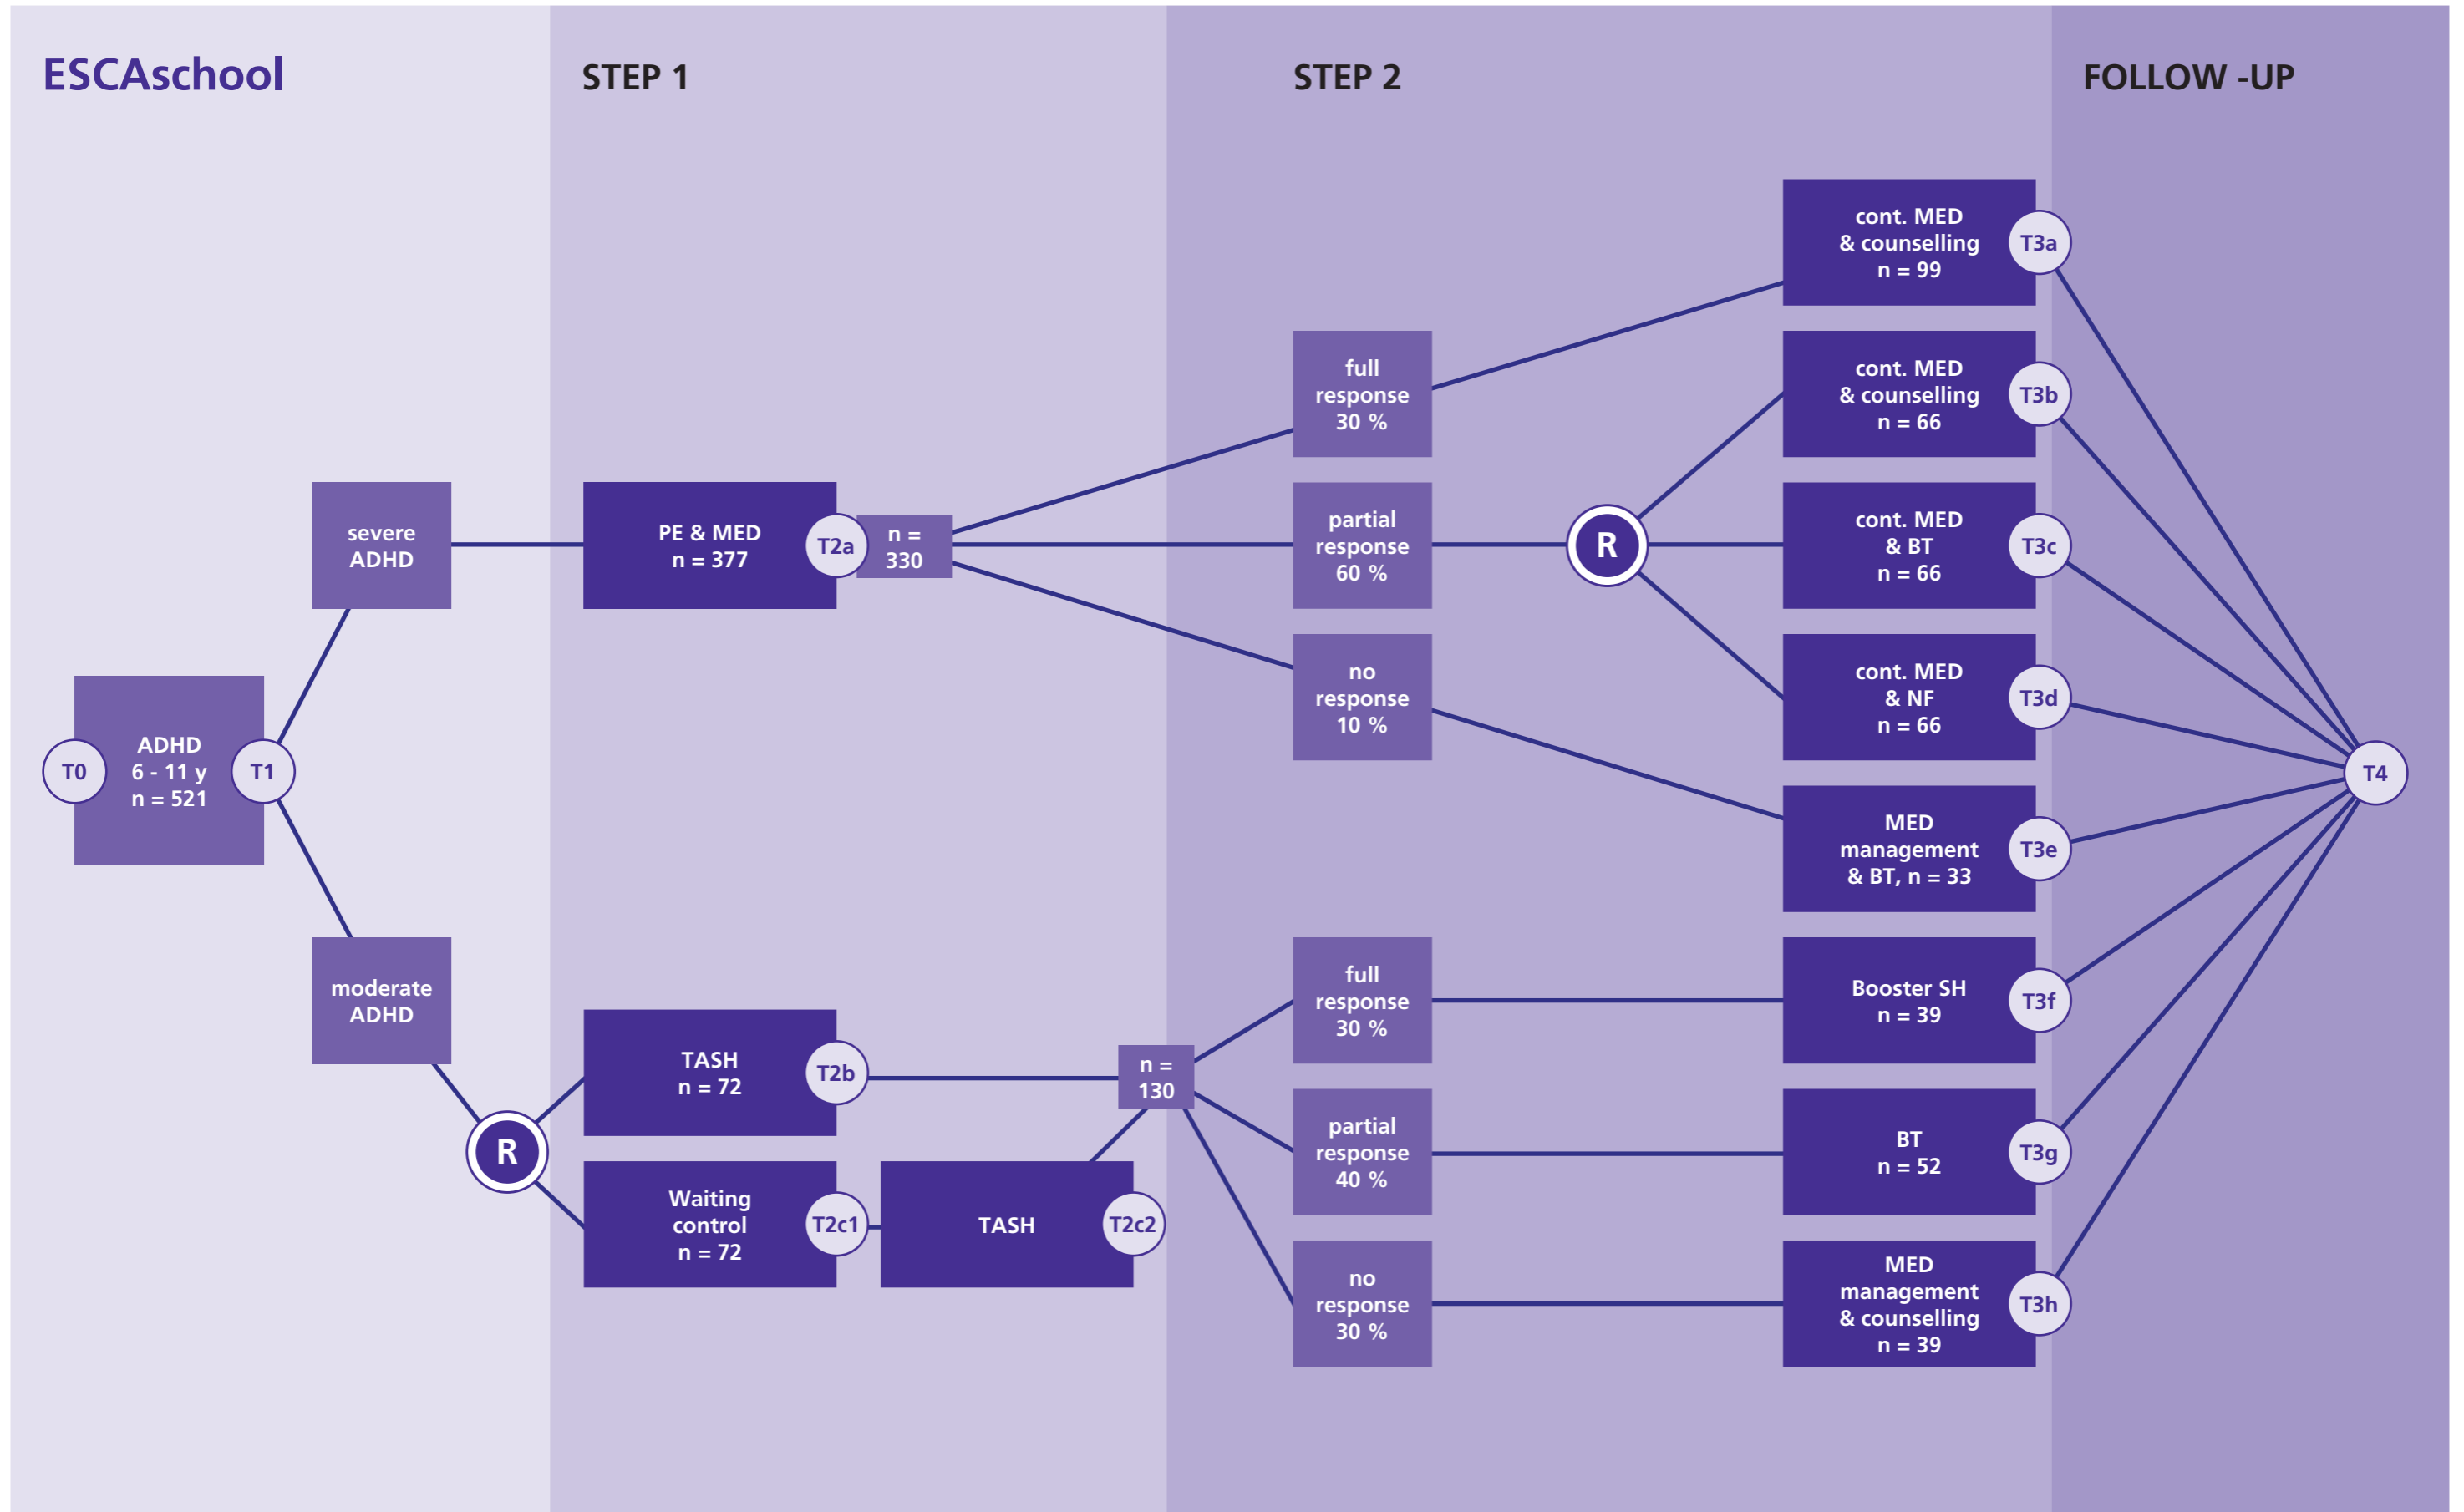 ESCAschool
STEP 1
STEP 2
FOLLOW -UP
T0
ADHD
6 - 11 y
n = 521
T1
severe
ADHD
moderate
ADHD
R
PE & MED
n = 377
T2a
n =
330
TASH
n = 72
T2b
Waiting
control
n = 72
T2c1
TASH
T2c2
n =
130
full
response
30 %
partial
response
60 %
no
response
10 %
R
full
response
30 %
partial
response
40 %
no
response
30 %
cont. MED
& counselling
n = 99
T3a
cont. MED
& counselling
n = 66
T3b
cont. MED
& BT
n = 66
T3c
cont. MED
& NF
n = 66
T3d
MED
management
& BT, n = 33
T3e
Booster SH
n = 39
T3f
BT
n = 52
T3g
MED
management
& counselling
n = 39
T3h
T4